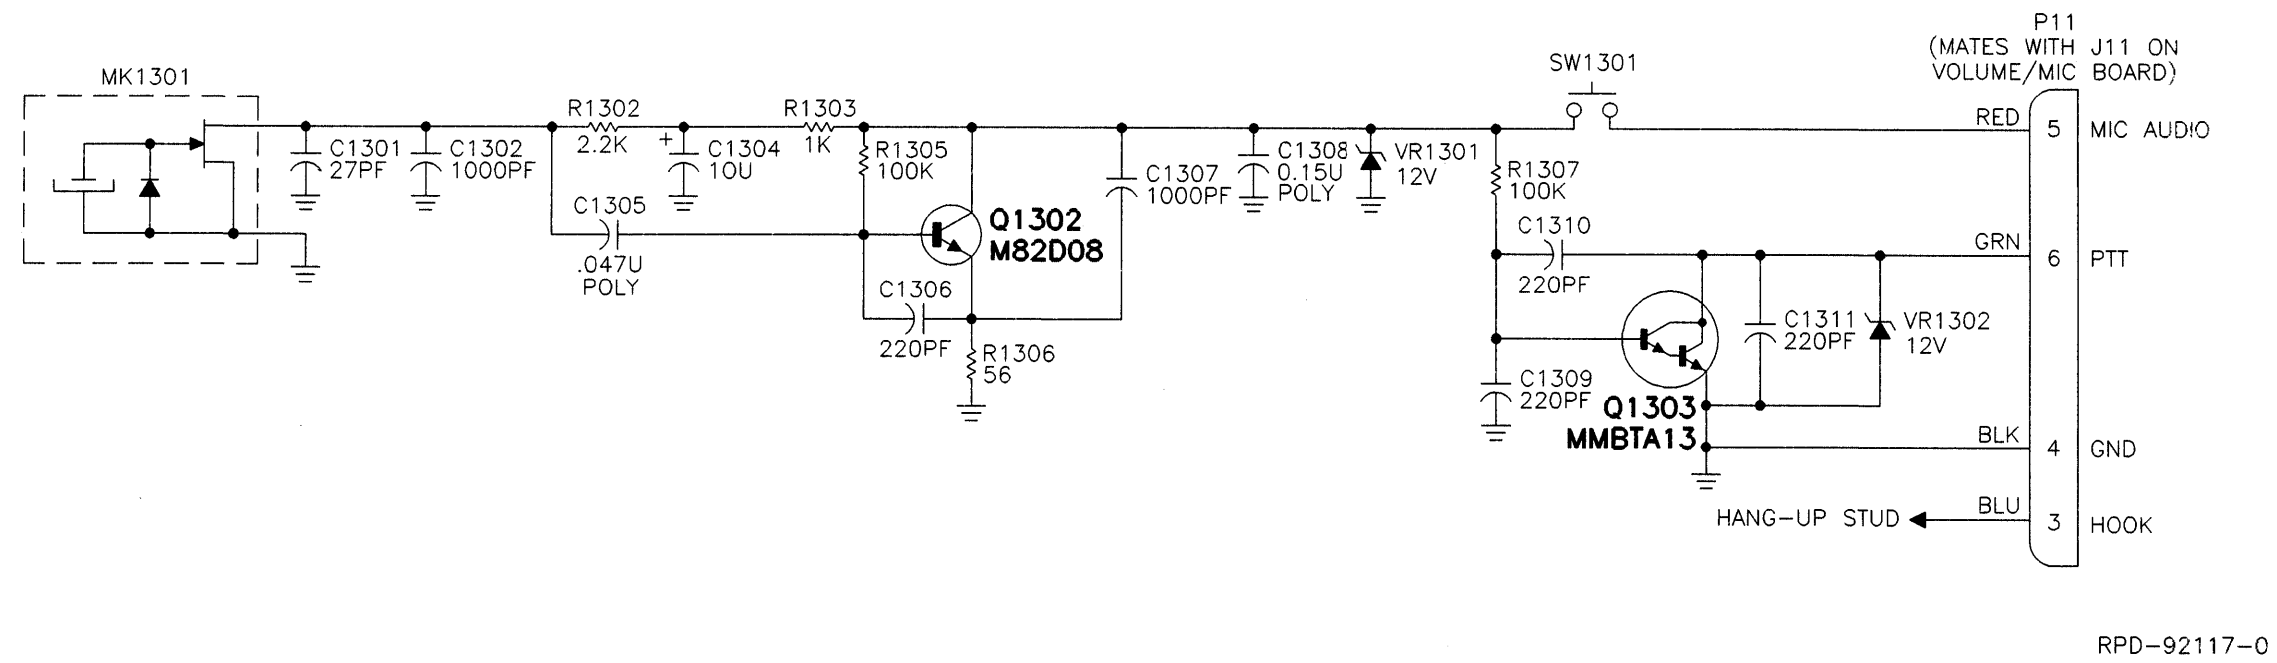 P11
(MATES WITH J11 ON
VOLUME/MIC BOARD)
MK1301
SW1301
R1302
2.2K
R1303
1K
C1301
27PF
C1302
1000PF
+
C1304
10U
R1305
100K
C1305
.047U
POLY
Q1302
M82D08
C1306
220PF
R1306
56
C1307
1000PF
C1308
0.15U
POLY
VR1301
12V
R1307
100K
C1310
220PF
C1309
220PF
Q1303
MMBTA13
C1311
220PF
VR1302
12V
RED
5
MIC AUDIO
GRN
6
PTT
BLK
4
GND
HANG-UP STUD
BLU
3
HOOK
RPD-92117-0